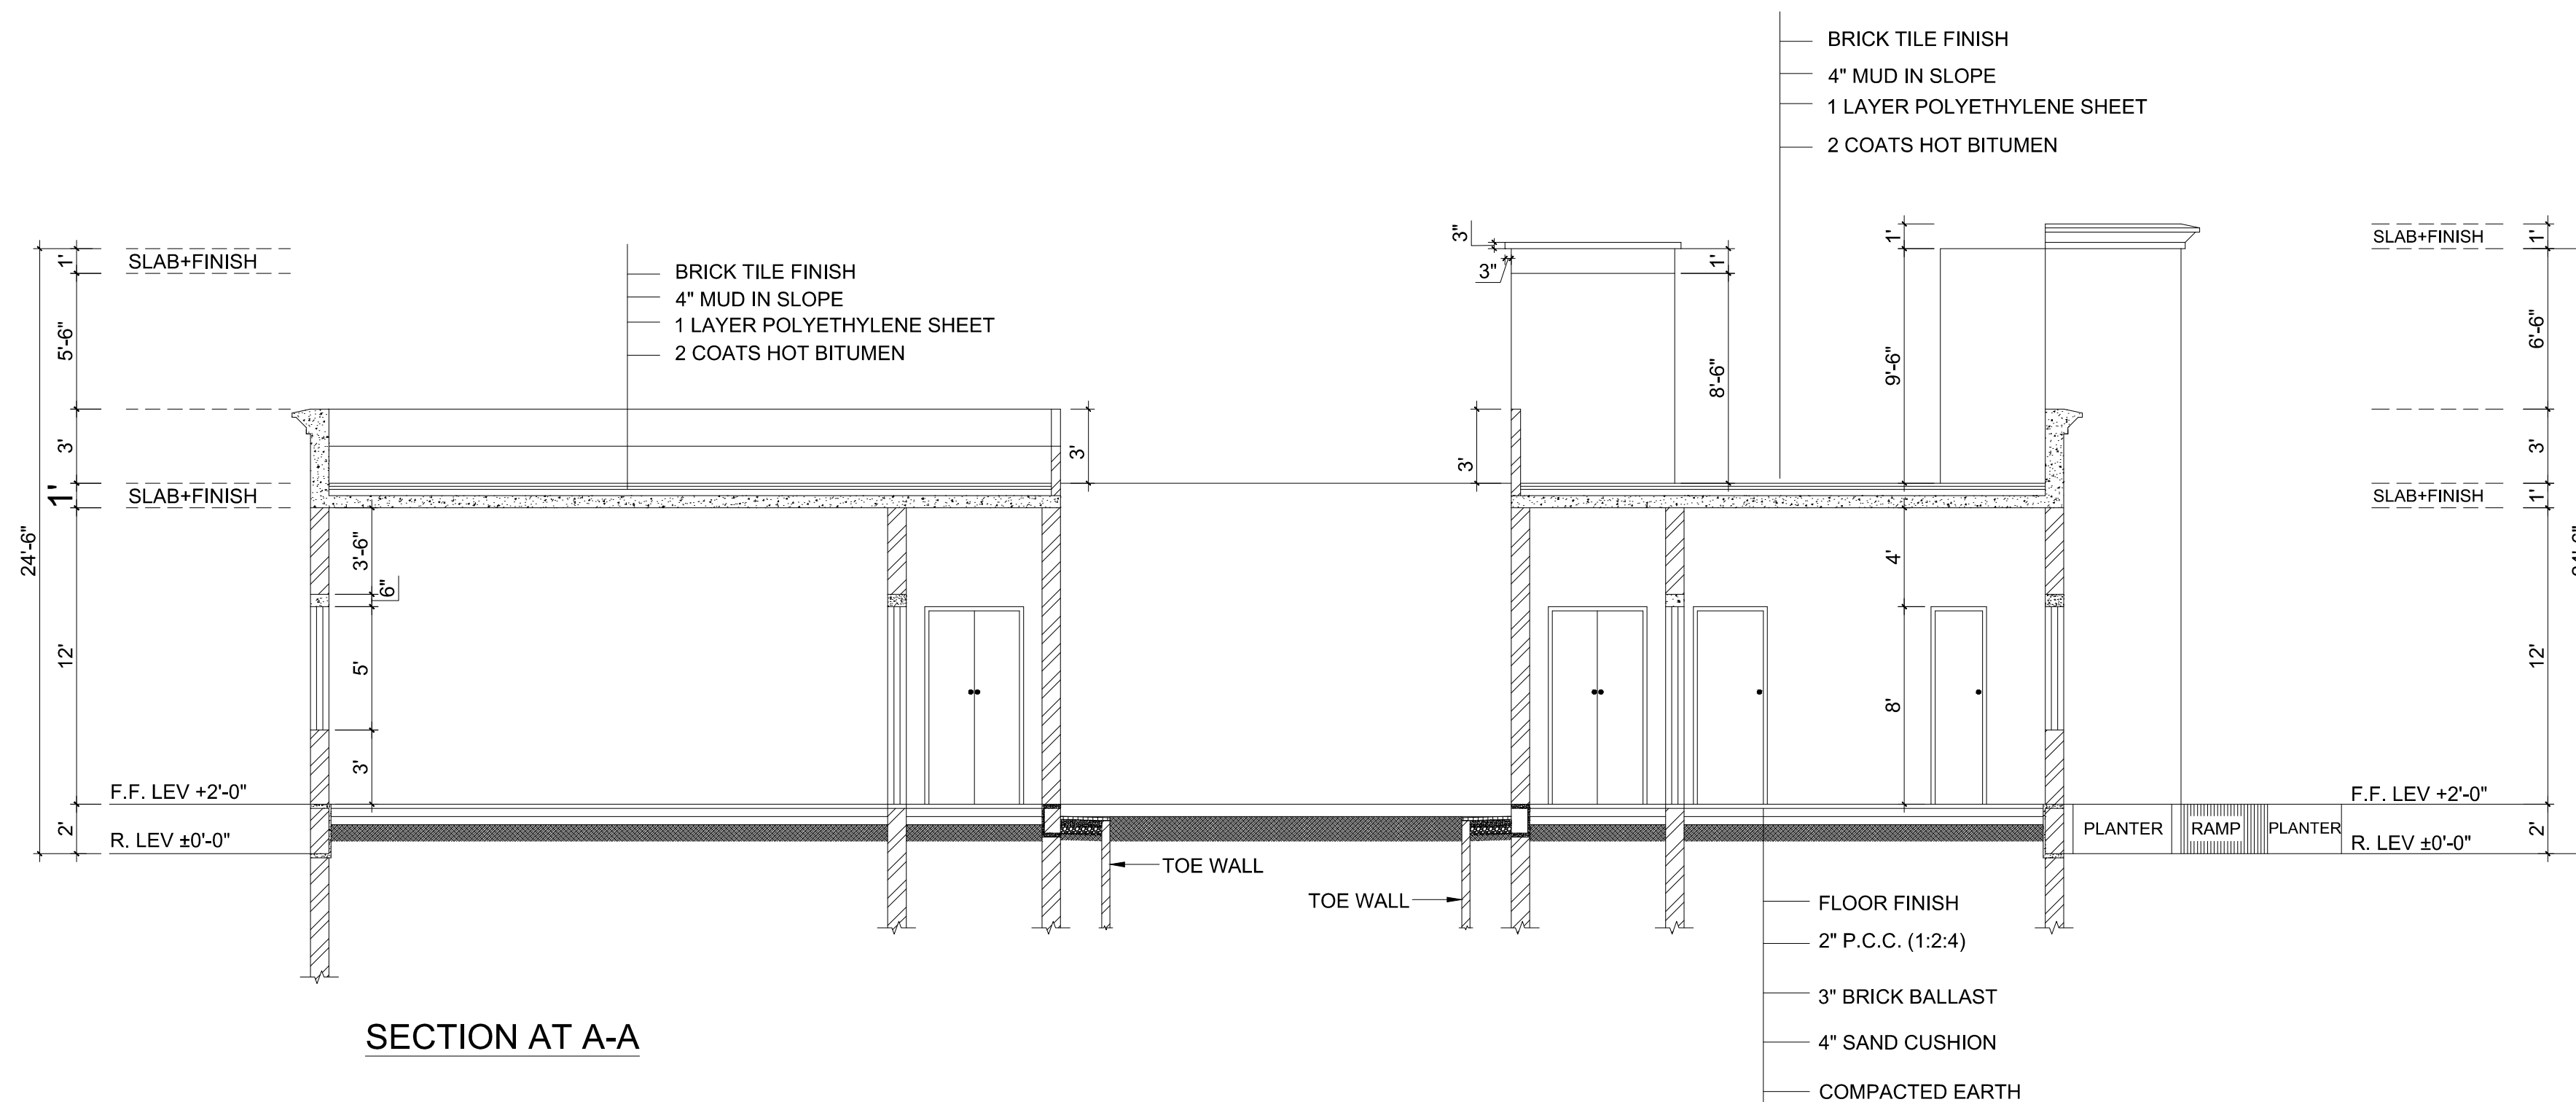 BRICK TILE FINISH
4" MUD IN SLOPE
1 LAYER POLYETHYLENE SHEET
2 COATS HOT BITUMEN
SLAB+FINISH
BRICK TILE FINISH
4" MUD IN SLOPE
1 LAYER POLYETHYLENE SHEET
2 COATS HOT BITUMEN
SLAB+FINISH
1'
5'-6"
3'
1'
12'
2'
24'-6"
3'-6"
6"
5'
3'
3'
3'
3"
3"
1'
8'-6"
1'
9'-6"
4'
8'
SLAB+FINISH
SLAB+FINISH
1'
6'-6"
3'
1'
12'
2'
F.F. LEV +2'-0"
R. LEV ±0'-0"
F.F. LEV +2'-0"
R. LEV ±0'-0"
PLANTER
RAMP
PLANTER
TOE WALL
TOE WALL
FLOOR FINISH
2" P.C.C. (1:2:4)
3" BRICK BALLAST
4" SAND CUSHION
COMPACTED EARTH
SECTION AT A-A